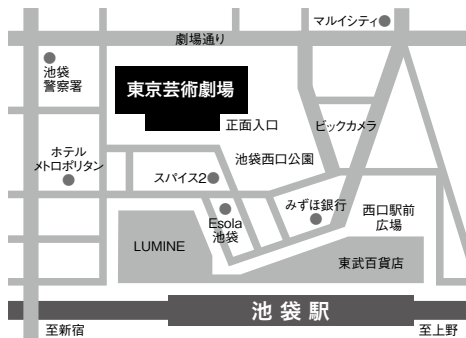 マルイシティ
劇場通り
池袋
警察署
東京芸術劇場
正面入口
ビックカメラ
ホテル
メトロポリタン
池袋西口公園
スパイス2
みずほ銀行
西口駅前
広場
Esola
池袋
LUMINE
東武百貨店
池袋駅
至新宿
至上野